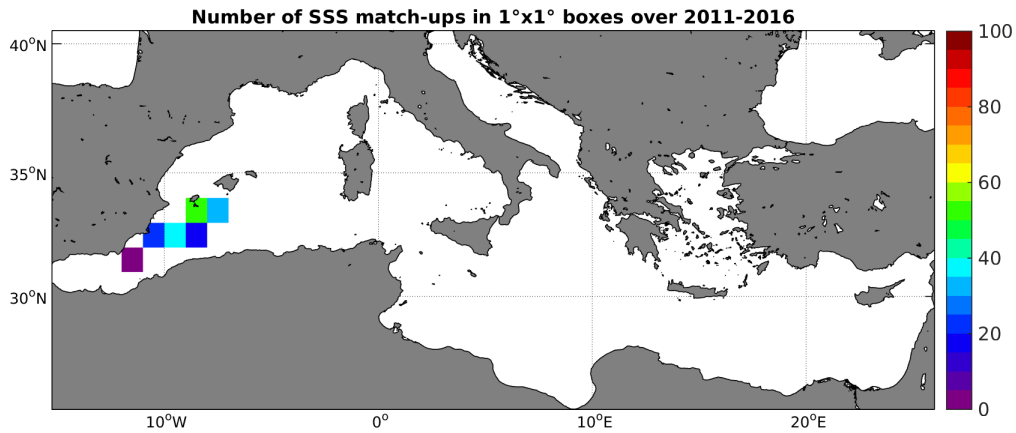 Number of SSS match-ups in 1°x1° boxes over 2011-2016
40°N
35°N
30°N
10°W
0°
10°E
20°E
100
80
60
40
20
0